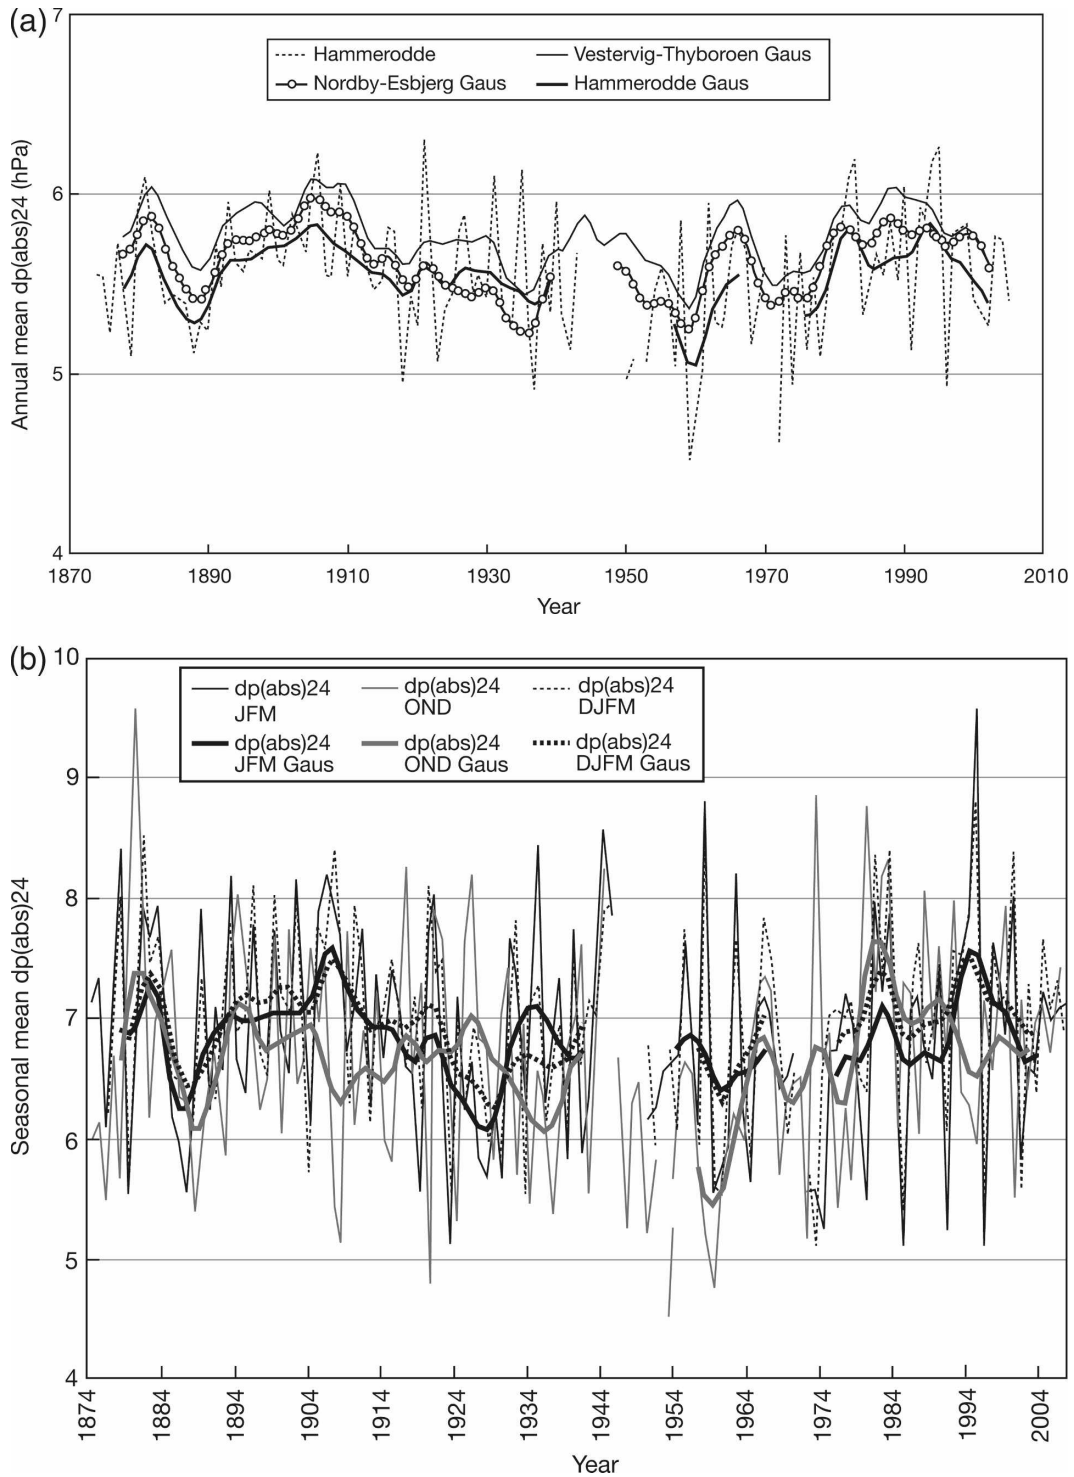 (a)
7
6
5
4
Annual mean dp(abs)24 (hPa)
Hammerodde
Vestervig-Thyboroen Gaus
Nordby-Esbjerg Gaus
Hammerodde Gaus
1870 1890 1910 1930 1950 1970 1990 2010
Year
(b)
10
9
8
7
6
5
4
Seasonal mean dp(abs)24
dp(abs)24
JFM
dp(abs)24
OND
dp(abs)24
DJFM
dp(abs)24
JFM Gaus
dp(abs)24
OND Gaus
dp(abs)24
DJFM Gaus
1874 1884 1894 1904 1914 1924 1934 1944 1954 1964 1974 1984 1994 2004
Year